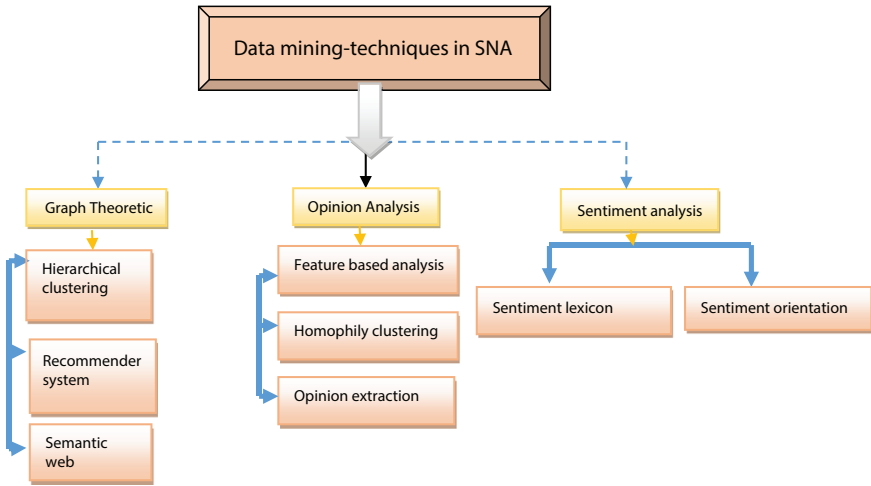 Data mining-techniques in SNA
Graph Theoretic
Opinion Analysis
Sentiment analysis
Hierarchical
clustering
Recommender
system
Semantic
web
Feature based analysis
Homophily clustering
Opinion extraction
Sentiment lexicon
Sentiment orientation